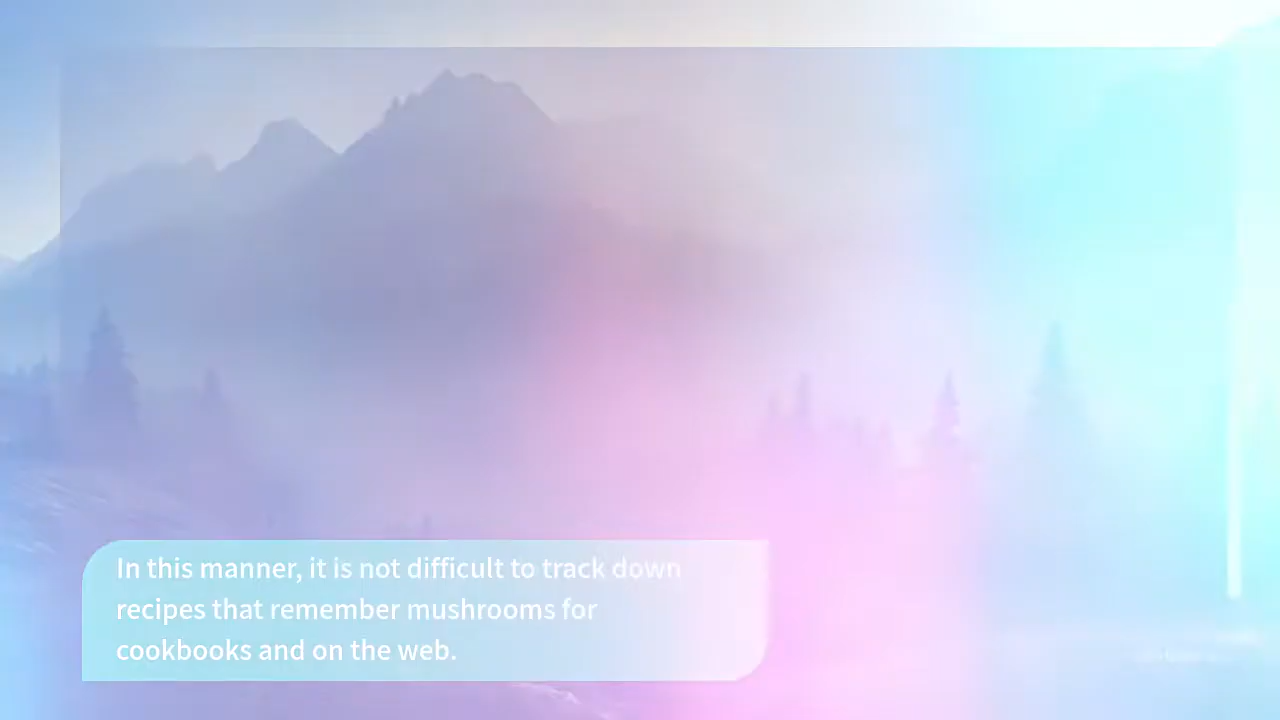 In this manner, it is not difficult to track down
recipes that remember mushrooms for
cookbooks and on the web.